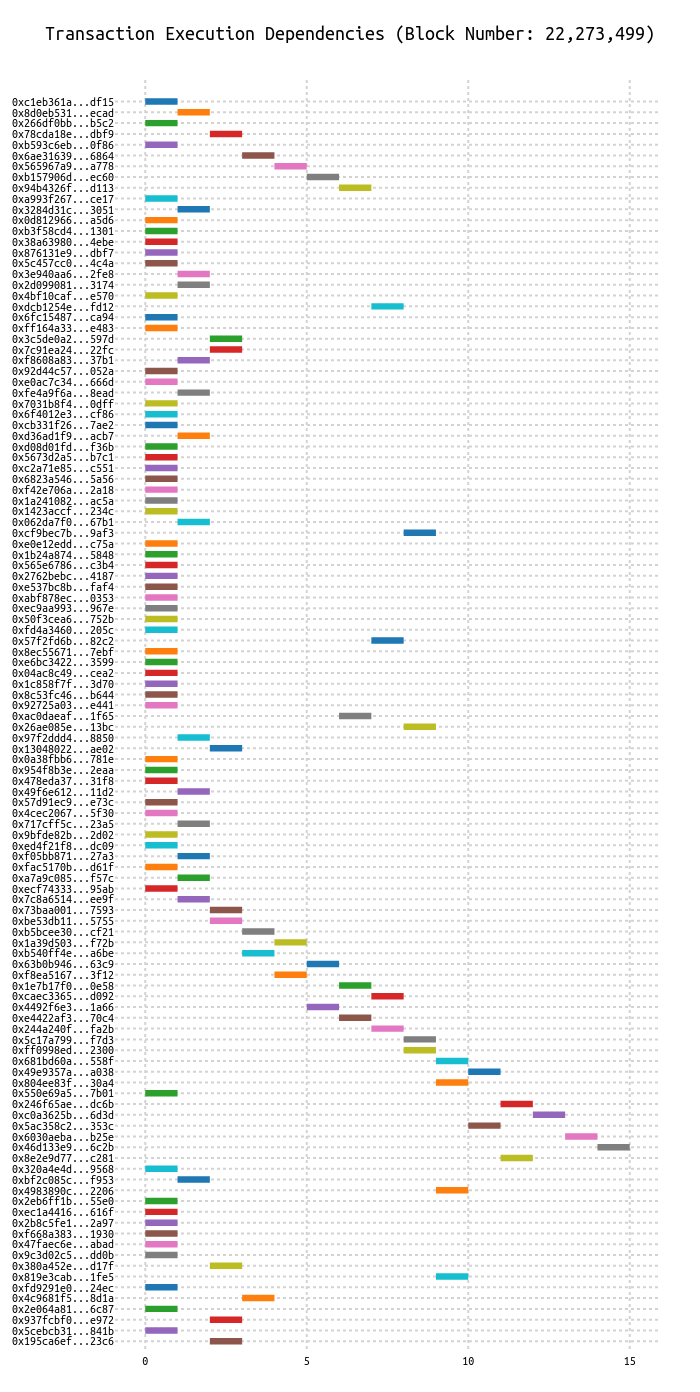 Transaction Execution Dependencies (Block Number: 22,273,499)
0xc1eb361a...df15
0x8d0eb531...ecad
0x266df0bb...b5c2
0x78cda18e...dbf9
0xb593c6eb...0f86
0x6ae31639...6864
0x565967a9...a778
0xb157906d...ec60
0x94b4326f...d113
0xa993f267...ce17
0x3284d31c...3051
0x0d812966...a5d6
0xb3f58cd4...1301
0x38a63980...4ebe
0x876131e9...dbf7
0x5c457cc0...4c4a
0x3e940aa6...2fe8
0x2d099081...3174
0x4bf10caf...e570
0xdcb1254e...fd12
0x6fc15487...ca94
0xff164a33...e483
0x3c5de0a2...597d
0x7c91ea24...22fc
0xf8608a83...37b1
0x92d44c57...052a
0xe0ac7c34...666d
0xfe4a9f6a...8ead
0x7031b8f4...0dff
0x6f4012e3...cf86
0xcb331f26...7ae2
0xd36ad1f9...acb7
0xd08d01fd...f36b
0x5673d2a5...b7c1
0xc2a71e85...c551
0x6823a546...5a56
0xf42e706a...2a18
0x1a241082...ac5a
0x1423accf...234c
0x062da7f0...67b1
0xcf9bec7b...9af3
0xe0e12edd...c75a
0x1b24a874...5848
0x565e6786...c3b4
0x2762bebc...4187
0xe537bc8b...faf4
0xabf878ec...0353
0xec9aa993...967e
0x50f3cea6...752b
0xfd4a3460...205c
0x57f2fd6b...82c2
0x8ec55671...7ebf
0xe6bc3422...3599
0x04ac8c49...cea2
0x1c858f7f...3d70
0x8c53fc46...b644
0x92725a03...e441
0xac0daeaf...1f65
0x26ae085e...13bc
0x97f2ddd4...8850
0x13048022...ae02
0x0a38fbb6...781e
0x954f8b3e...2eaa
0x478eda37...31f8
0x49f6e612...11d2
0x57d91ec9...e73c
0x4cec2067...5f30
0x717cff5c...23a5
0x9bfde82b...2d02
0xed4f21f8...dc09
0xf05bb871...27a3
0xfac5170b...d61f
0xa7a9c085...f57c
0xecf74333...95ab
0x7c8a6514...ee9f
0x73baa001...7593
0xbe53db11...5755
0xb5bcee30...cf21
0x1a39d503...f72b
0xb540ff4e...a6be
0x63b0b946...63c9
0xf8ea5167...3f12
0x1e7b17f0...0e58
0xcaec3365...d092
0x4492f6e3...1a66
0xe4422af3...70c4
0x244a240f...fa2b
0x5c17a799...f7d3
0xff0998ed...2300
0x681bd60a...558f
0x49e9357a...a038
0x804ee83f...30a4
0x550e69a5...7b01
0x246f65ae...dc6b
0xc0a3625b...6d3d
0x5ac358c2...353c
0x6030aeba...b25e
0x46d133e9...6c2b
0x8e2e9d77...c281
0x320a4e4d...9568
0xbf2c085c...f953
0x4983890c...2206
0x2eb6ff1b...55e0
0xec1a4416...616f
0x2b8c5fe1...2a97
0xf668a383...1930
0x47faec6e...abad
0x9c3d02c5...dd0b
0x380a452e...d17f
0x819e3cab...1fe5
0xfd9291e0...24ec
0x4c9681f5...8d1a
0x2e064a81...6c87
0x937fcbf0...e972
0x5cebcb31...841b
0x195ca6ef...23c6
0 5 10 15